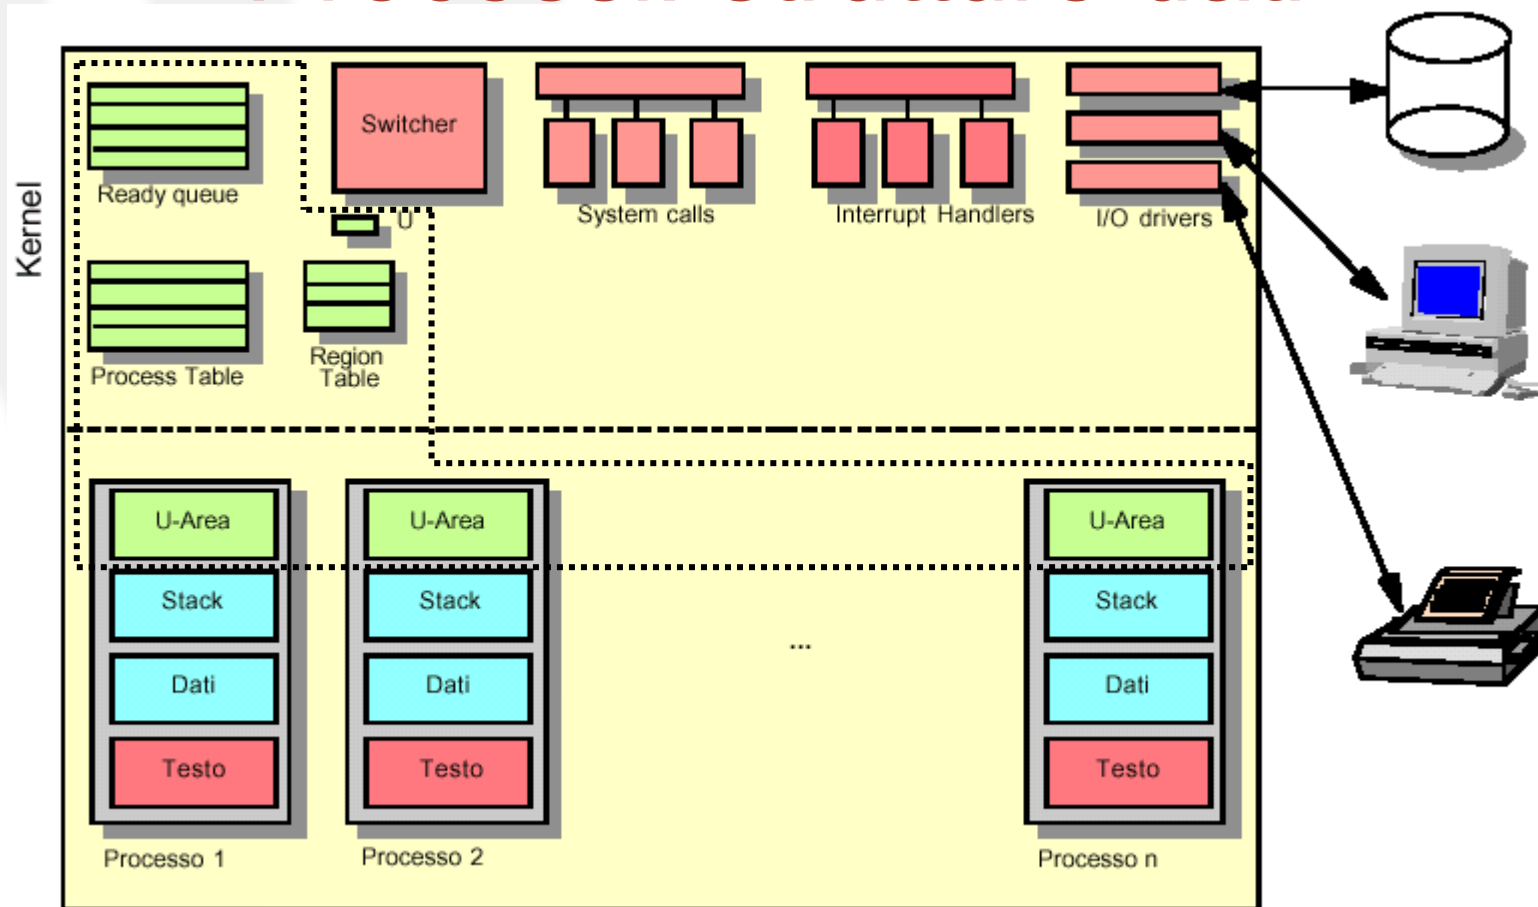 Kernel
Ready queue
Switcher
U
System calls
Interrupt Handlers
I/O drivers
Process Table
Region
Table
U-Area
Stack
Dati
Testo
Processo 1
U-Area
Stack
Dati
Testo
Processo 2
...
U-Area
Stack
Dati
Testo
Processo n